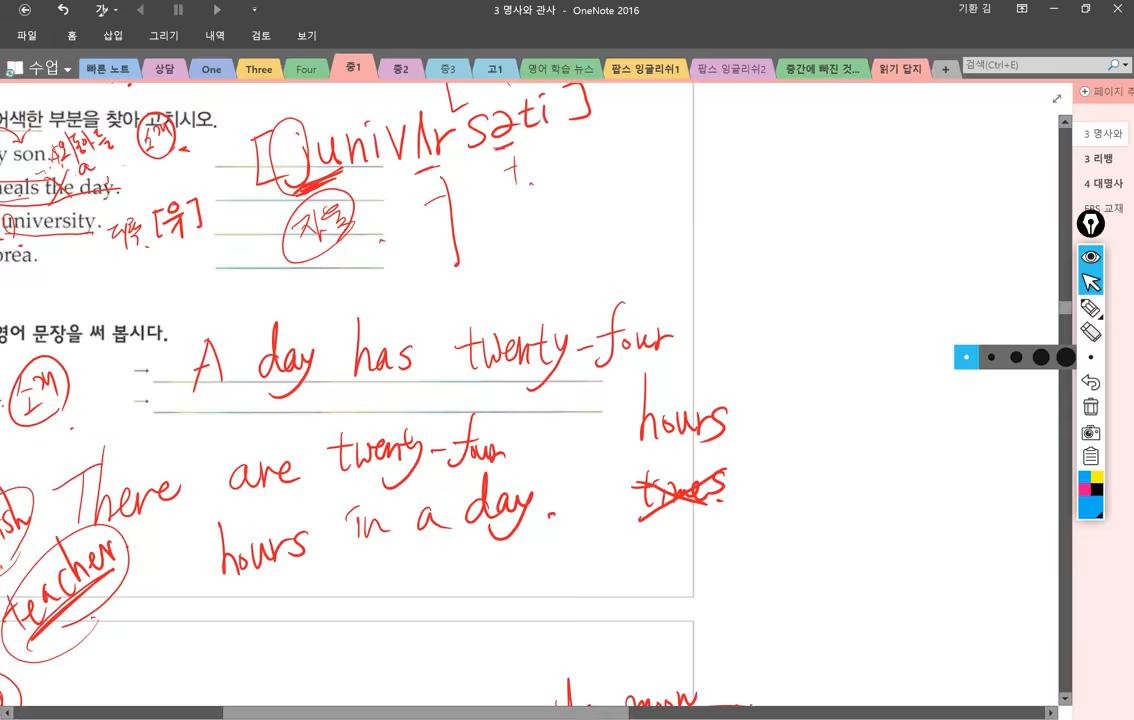 3 명사와 관사 - OneNote 2016
기환 김
파일 홈 삽입 그리기 내역 검토 보기
수업 빠른 노트 상담 One Three Four 중1 중2 중3 고1 영어 학습 뉴스 팝스 잉글리쉬1 팝스 잉글리쉬2 중간에 빠진 것... 읽기 답지 +
검색(Ctrl+E)
페이지 추
3 명사와
3 리뱅
4 대명사
EBS 교재
어색한 부분을 찾아 고치시오.
[junivʌrsəti]
y son.
a
neals the day.
university. [유]
자음
orea.
영어 문장을 써 봅시다.
→ A day has twenty-four
hours
→
There are twenty-four
times
hours in a day.
ish
teacher
moon